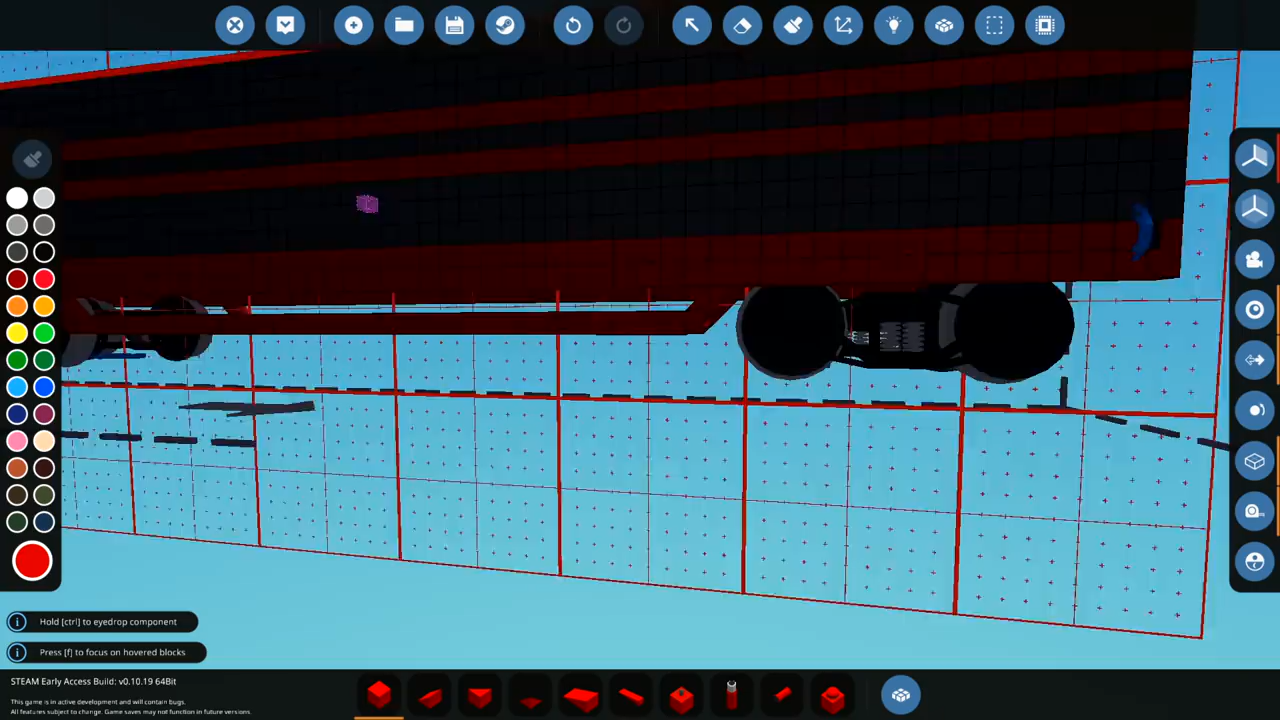 Hold [ctrl] to eyedrop component
Press [f] to focus on hovered blocks
STEAM Early Access Build: v0.10.19 64Bit
This game is in active development and will contain bugs.
All features subject to change. Game saves may not function in future versions.